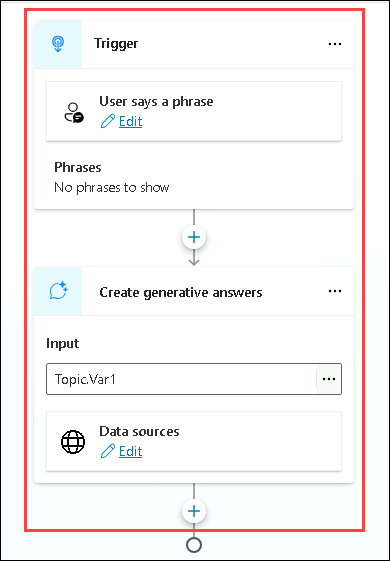 Trigger
User says a phrase
Edit
Phrases
No phrases to show
Create generative answers
Input
Topic.Var1
Data sources
Edit